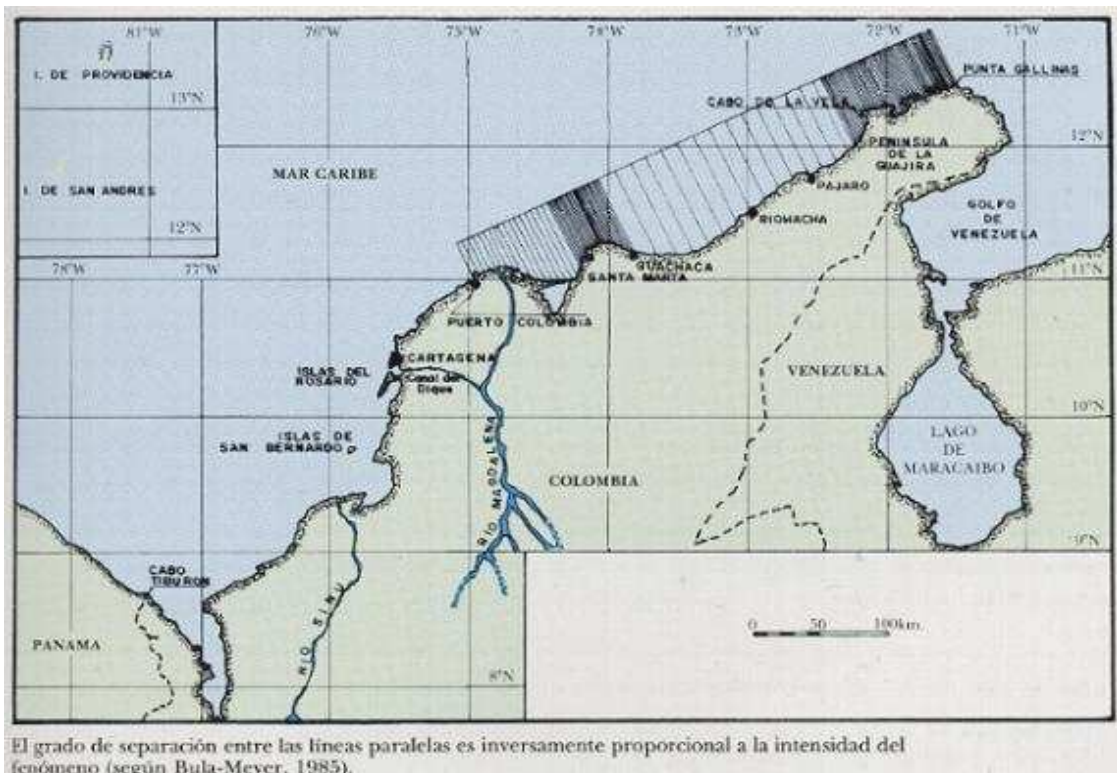 81°W
76°W
75°W
74°W
73°W
72°W
71°W
I. DE PROVIDENCIA
13°N
PUNTA GALLINAS
CABO DE LA VELA
12°N
PENINSULA
DE LA
GUAJIRA
MAR CARIBE
PAJARO
I. DE SAN ANDRES
RIOHACHA
GOLFO
DE
VENEZUELA
12°N
78°W
77°W
GUACHACA
11°N
SANTA MARTA
PUERTO COLOMBIA
CARTAGENA
ISLAS DEL
ROSARIO
Canal del
Dique
VENEZUELA
10°N
ISLAS DE
SAN BERNARDO
LAGO
DE
MARACAIBO
RIO MAGDALENA
COLOMBIA
9°N
CABO
TIBURON
RIO SINU
PANAMA
0 50 100km.
8°N
El grado de separación entre las líneas paralelas es inversamente proporcional a la intensidad del
fenómeno (según Bula-Meyer, 1985).